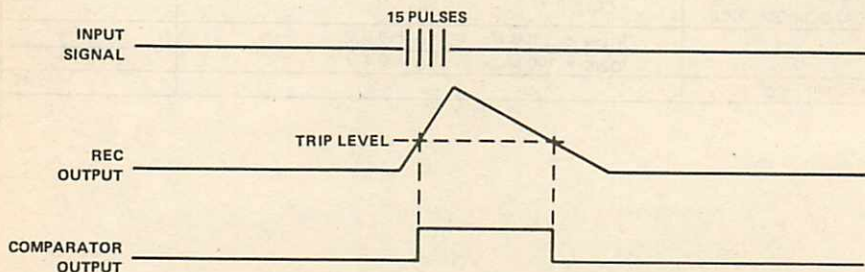 15 PULSES
INPUT
SIGNAL
TRIP LEVEL
REC
OUTPUT
COMPARATOR
OUTPUT